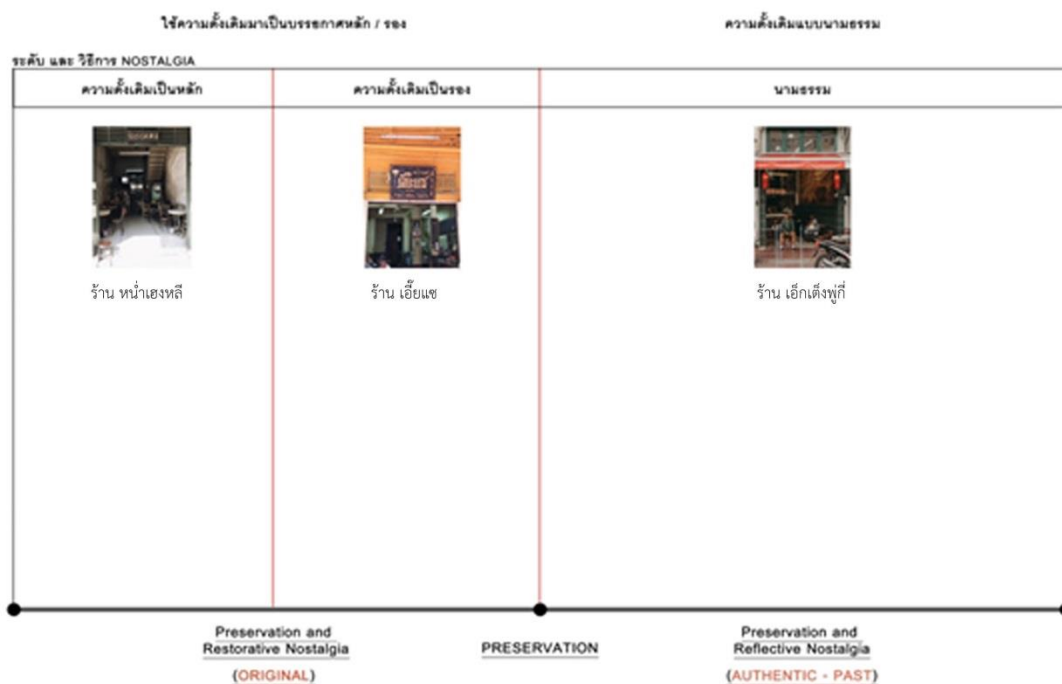 ใช้ความดั้งเดิมมาเป็นบรรยกาศหลัก / รอง
ความดั้งเดิมแบบนามธรรม
ระดับ และ วิธีการ NOSTALGIA
ความดั้งเดิมเป็นหลัก
ความดั้งเดิมเป็นรอง
นามธรรม
ร้าน หน่ำเฮงหลี
ร้าน เอี๊ยแซ
ร้าน เอ็กเต็งพู่กี่
Preservation and
Restorative Nostalgia
(ORIGINAL)
PRESERVATION
Preservation and
Reflective Nostalgia
(AUTHENTIC - PAST)